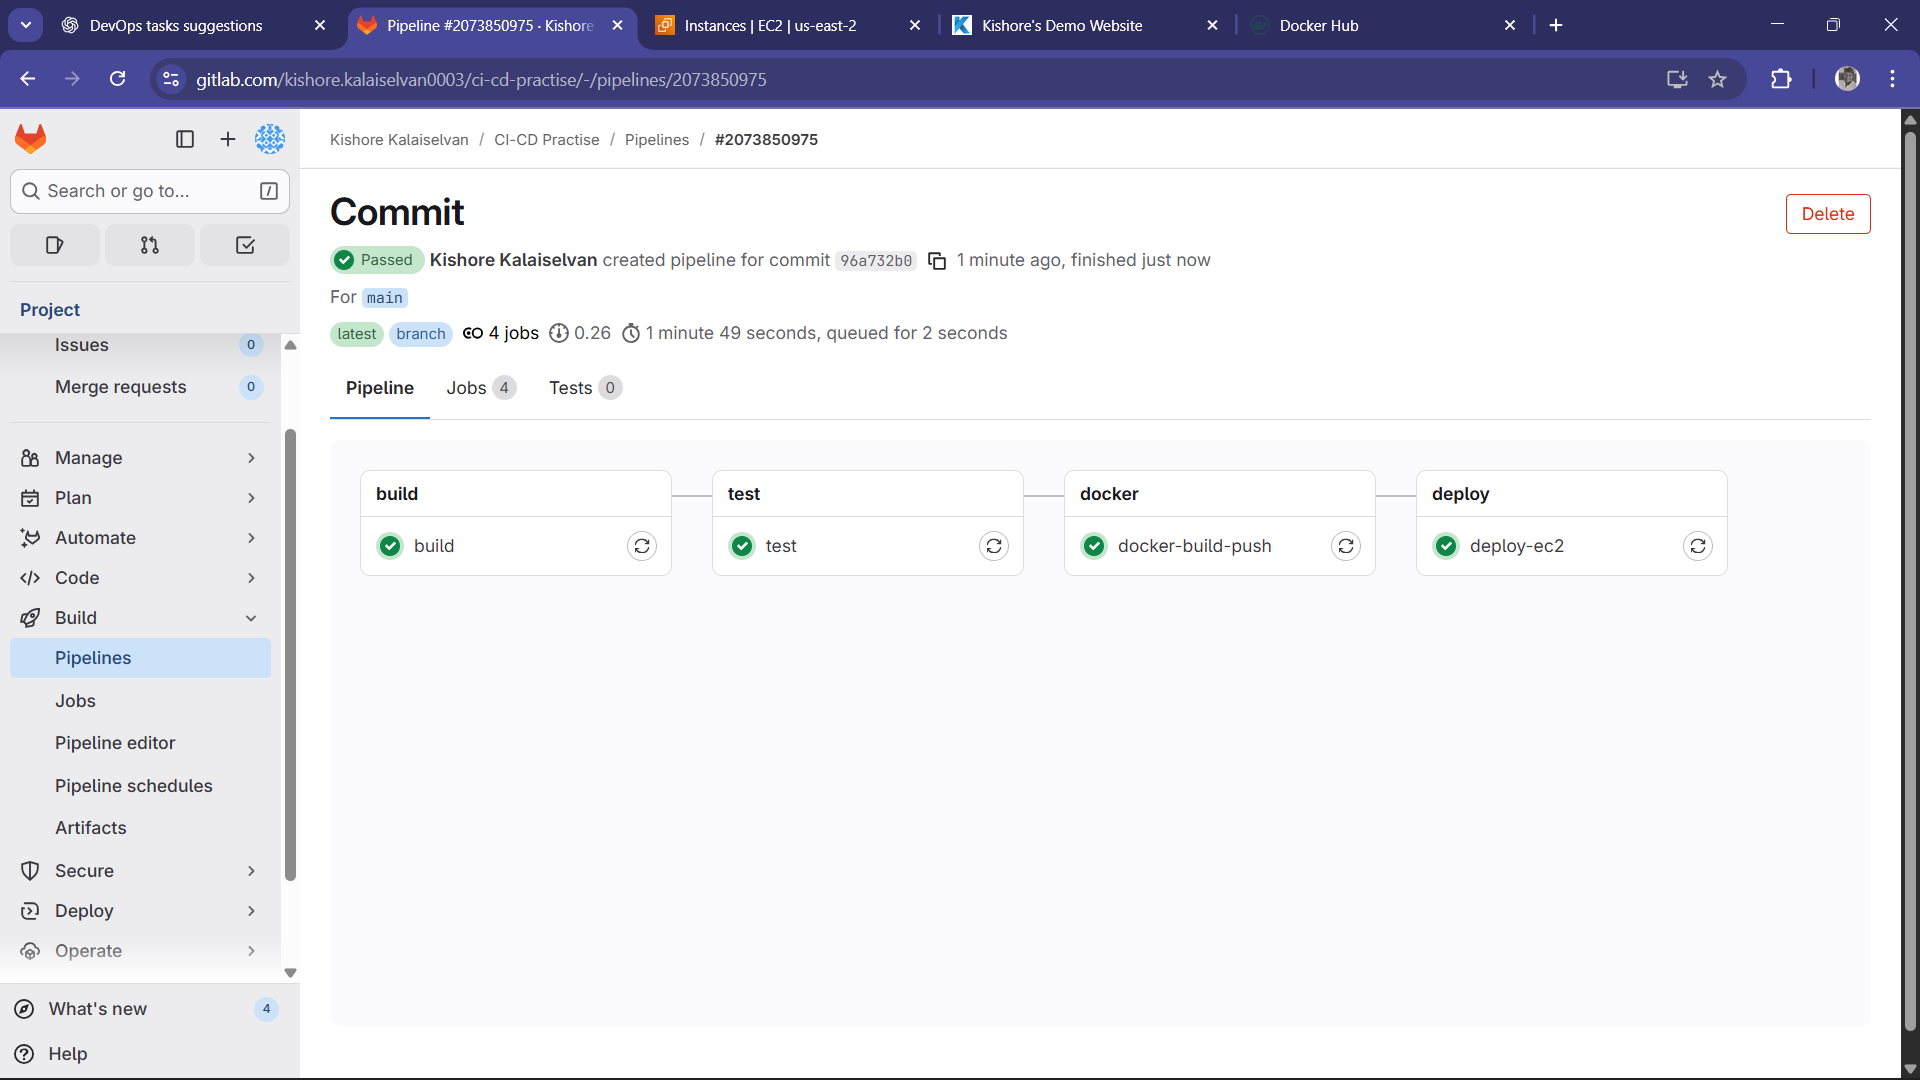 DevOps tasks suggestions
Pipeline #2073850975 · Kishore
Instances | EC2 | us-east-2
Kishore's Demo Website
Docker Hub
gitlab.com/kishore.kalaiselvan0003/ci-cd-practise/-/pipelines/2073850975
Search or go to... /
Project
Issues 0
Merge requests 0
Manage
Plan
Automate
Code
Build
Pipelines
Jobs
Pipeline editor
Pipeline schedules
Artifacts
Secure
Deploy
Operate
What's new 4
Help
Kishore Kalaiselvan / CI-CD Practise / Pipelines / #2073850975
Commit
Delete
Passed Kishore Kalaiselvan created pipeline for commit 96a732b0 1 minute ago, finished just now
For main
latest branch 4 jobs 0.26 1 minute 49 seconds, queued for 2 seconds
Pipeline Jobs 4 Tests 0
build
build
test
test
docker
docker-build-push
deploy
deploy-ec2